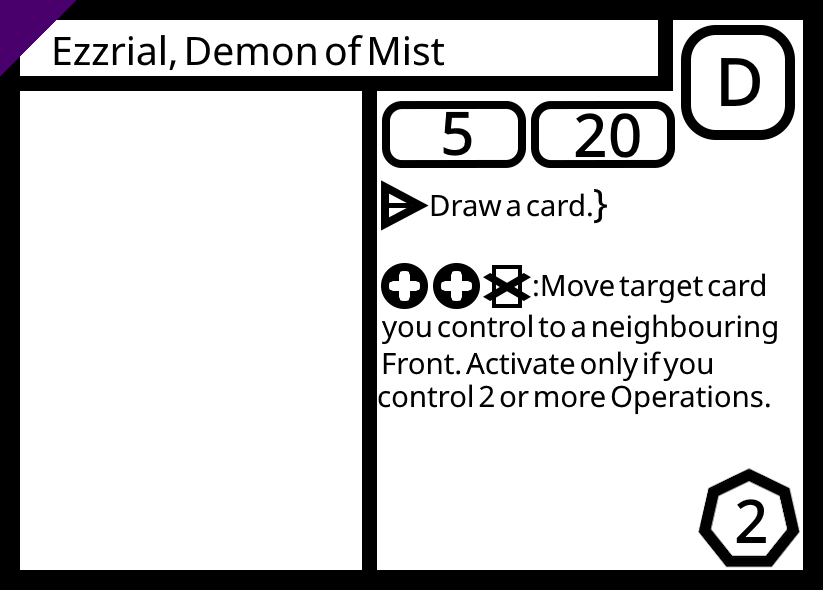 Ezzrial, Demon of Mist
D
5 20
Draw a card.}
:Move target card
you control to a neighbouring
Front. Activate only if you
control 2 or more Operations.
2